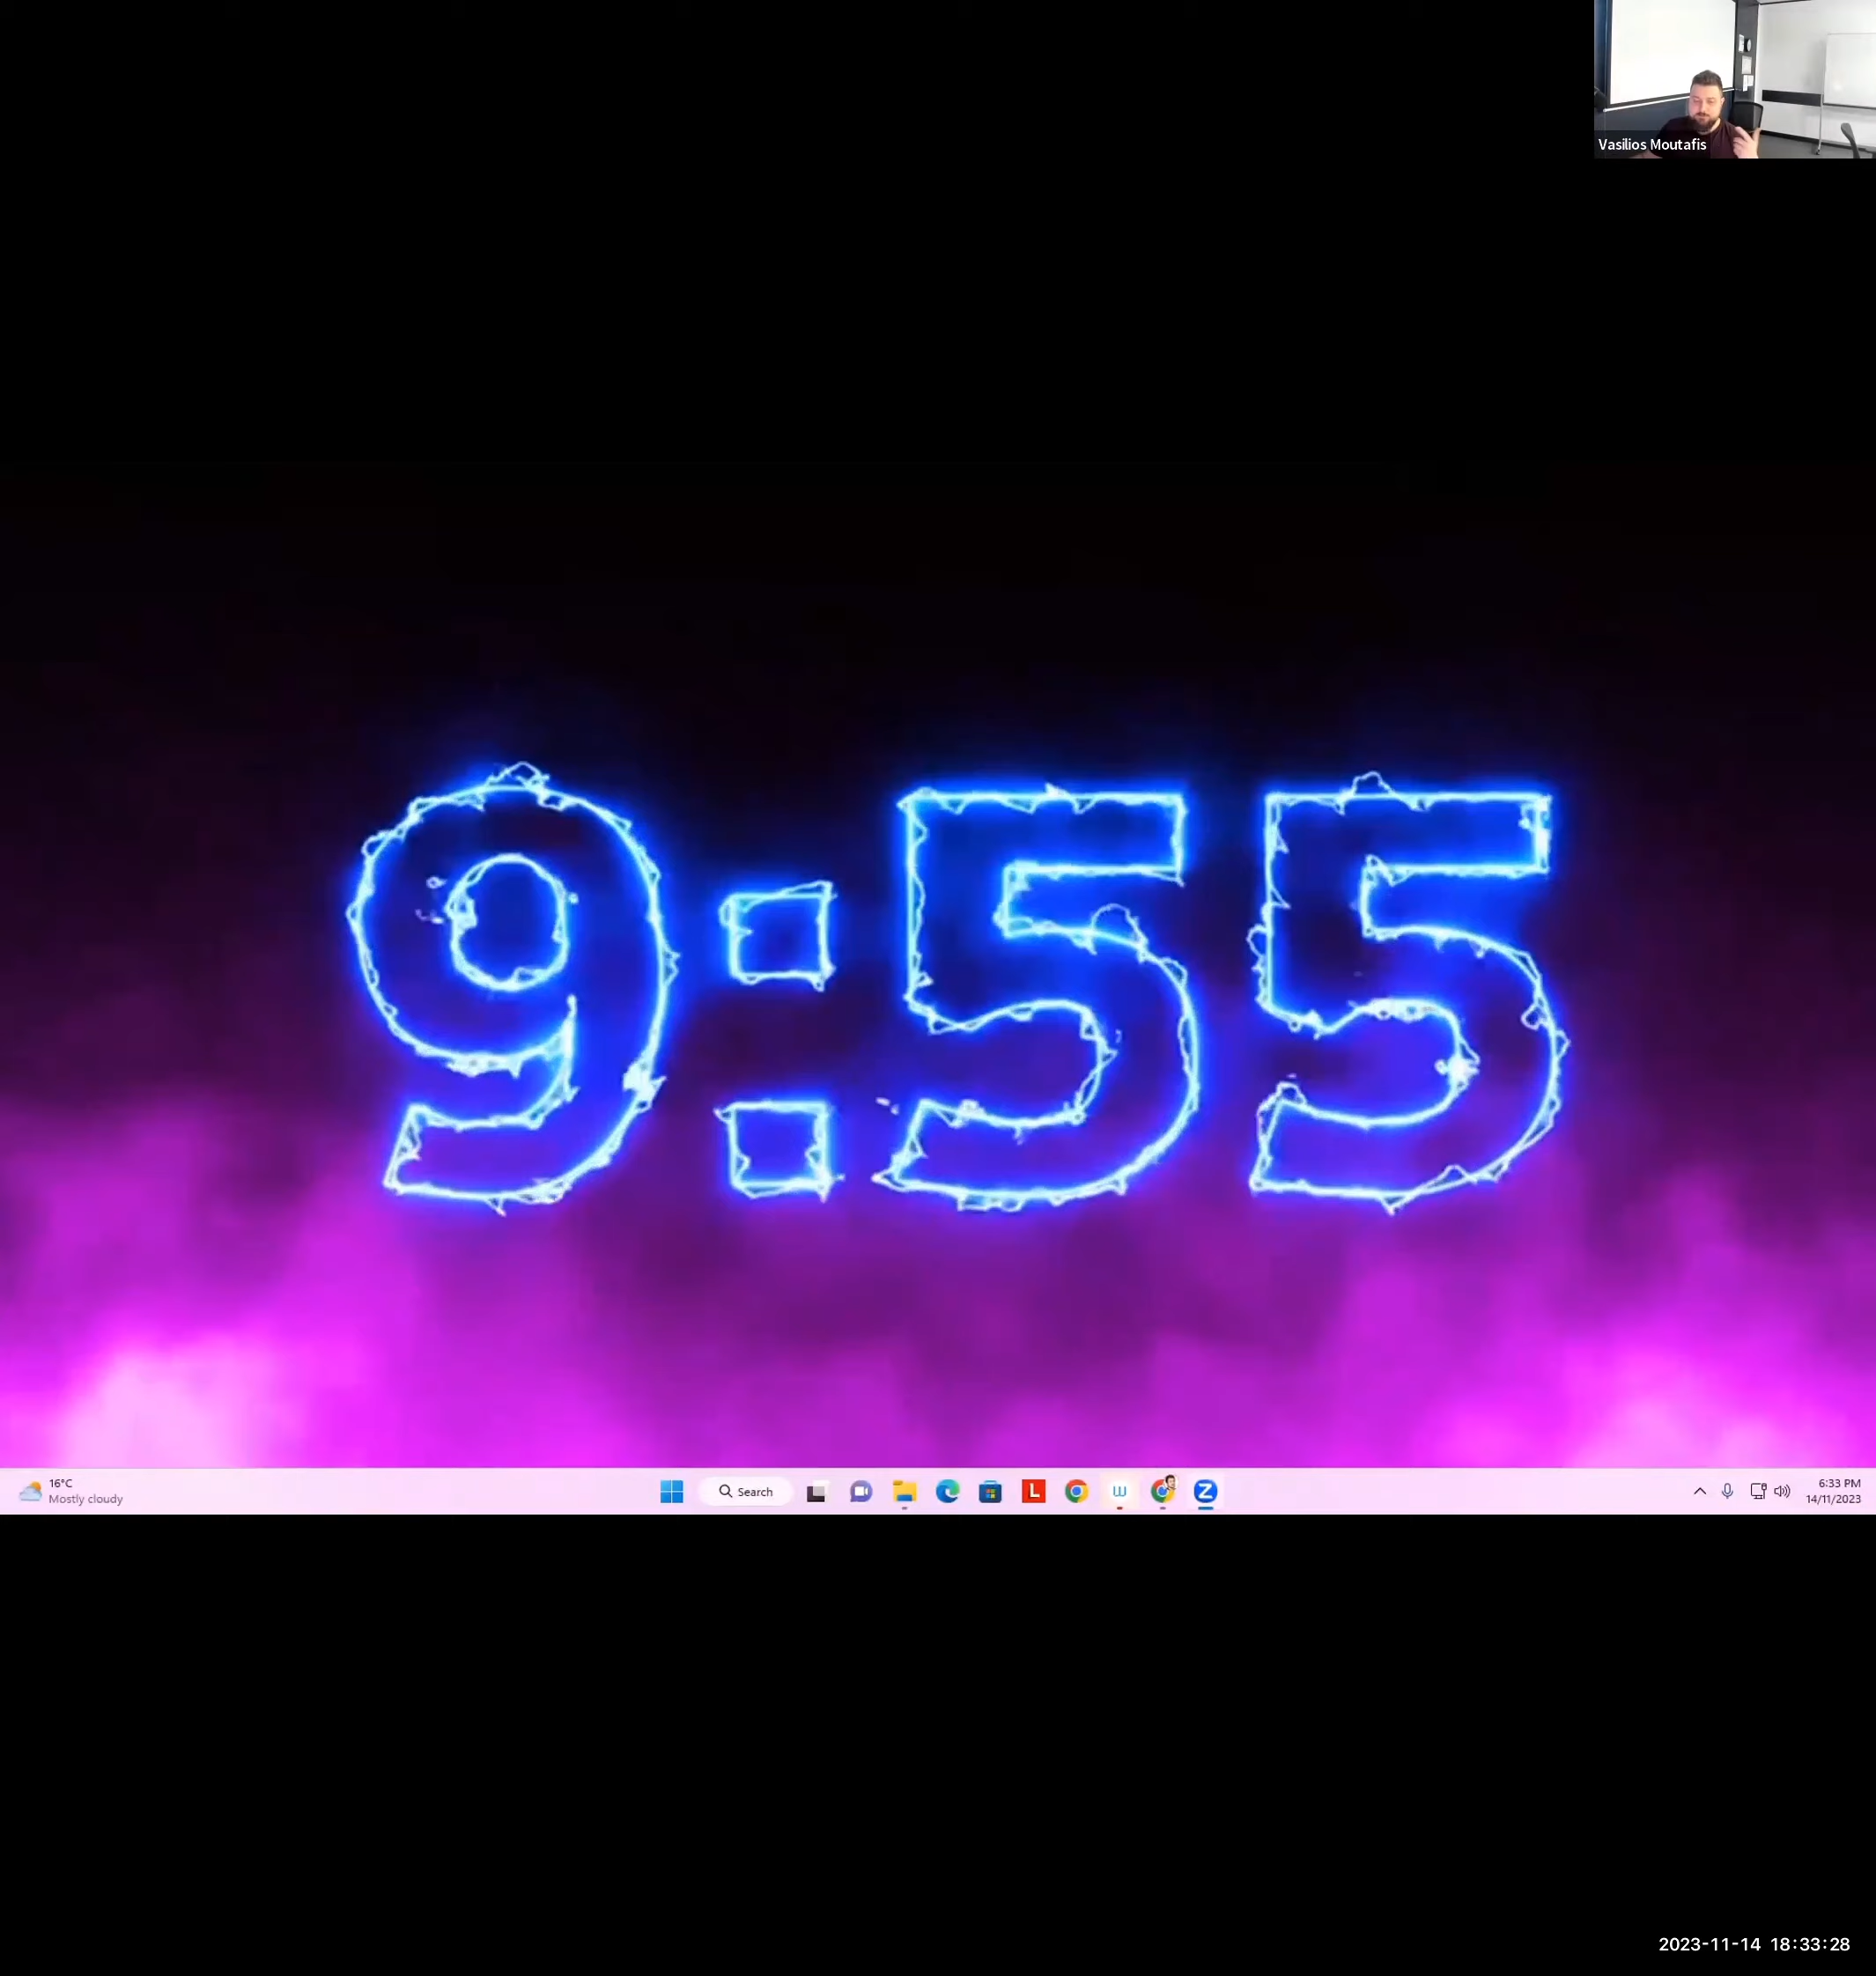 Vasilios Moutafis
9:55
16°C
Mostly cloudy
Search
L
W
Z
6:33 PM
14/11/2023
2023-11-14 18:33:28